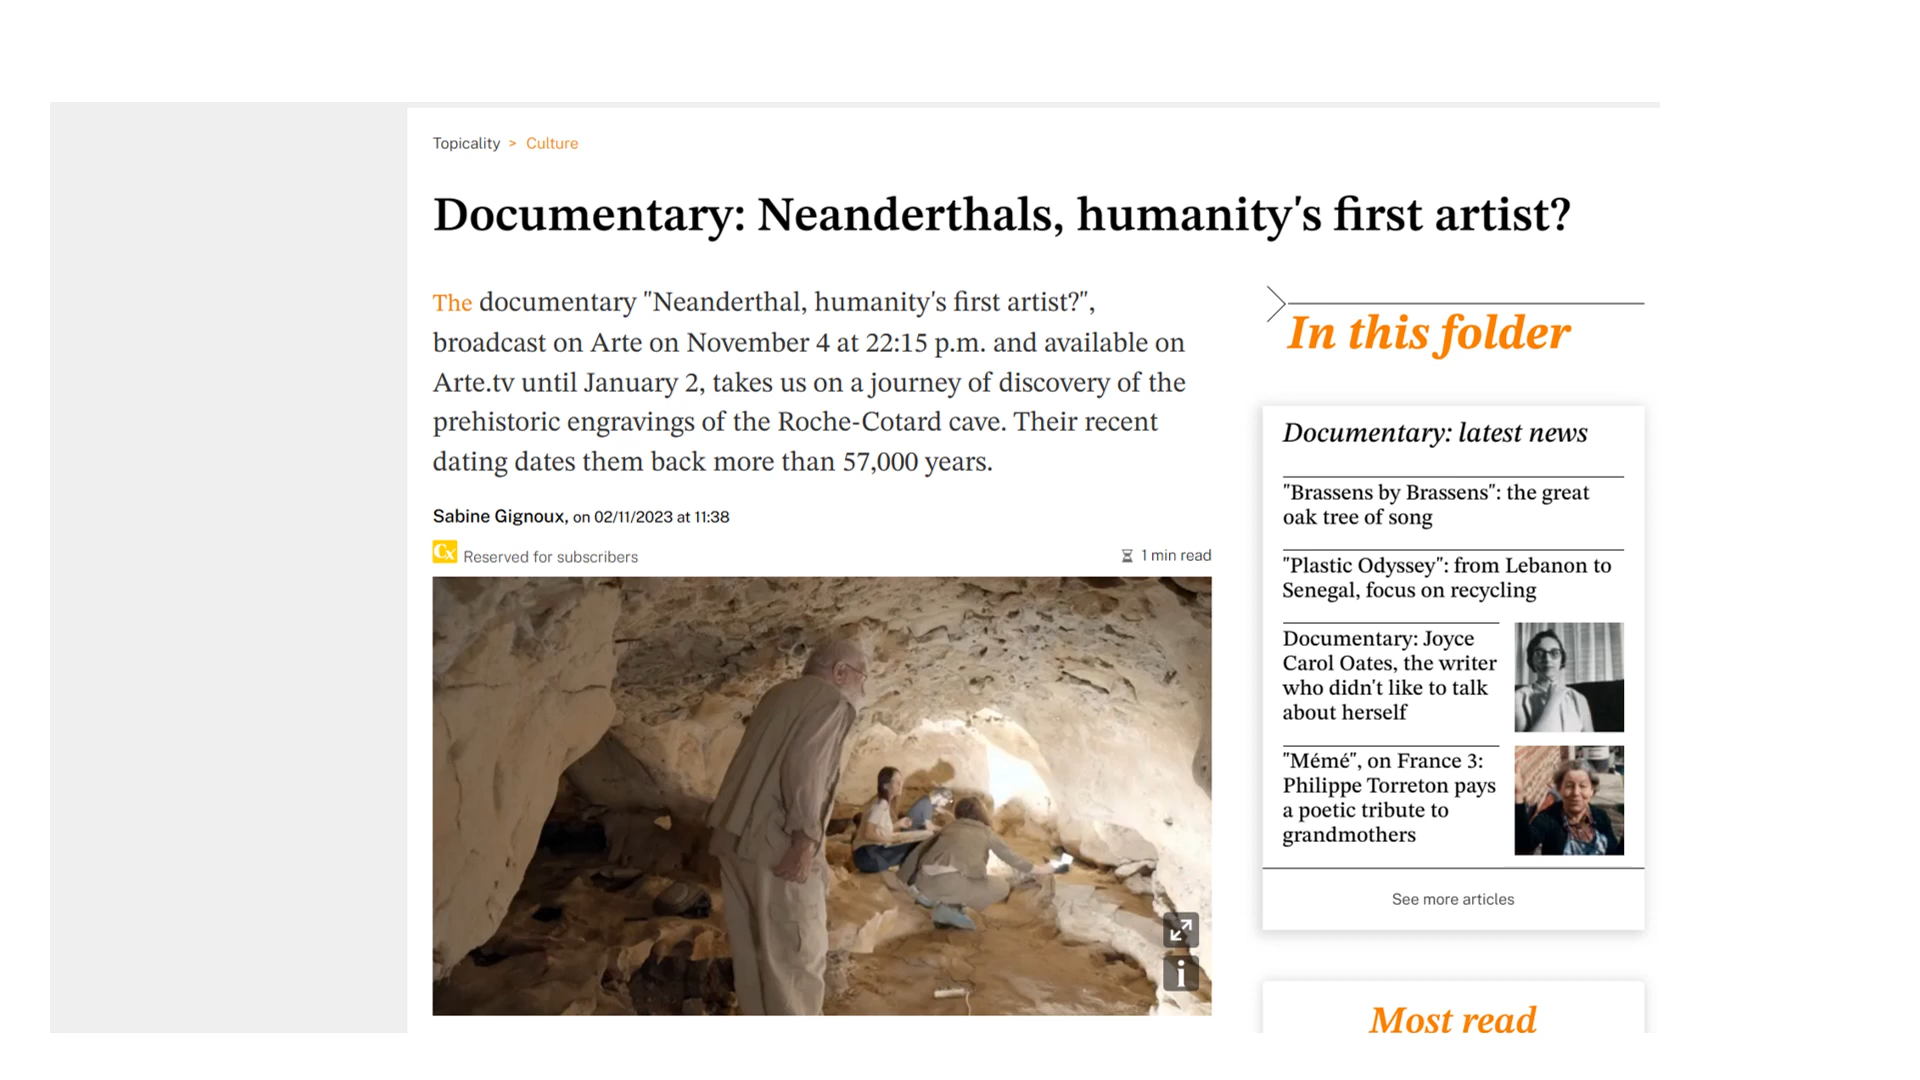 Topicality > Culture
Documentary: Neanderthals, humanity's first artist?
The documentary "Neanderthal, humanity's first artist?",
broadcast on Arte on November 4 at 22:15 p.m. and available on
Arte.tv until January 2, takes us on a journey of discovery of the
prehistoric engravings of the Roche-Cotard cave. Their recent
dating dates them back more than 57,000 years.
Sabine Gignoux, on 02/11/2023 at 11:38
Cx Reserved for subscribers
1 min read
i
In this folder
Documentary: latest news
"Brassens by Brassens": the great
oak tree of song
"Plastic Odyssey": from Lebanon to
Senegal, focus on recycling
Documentary: Joyce
Carol Oates, the writer
who didn't like to talk
about herself
"Mémé", on France 3:
Philippe Torreton pays
a poetic tribute to
grandmothers
See more articles
Most read